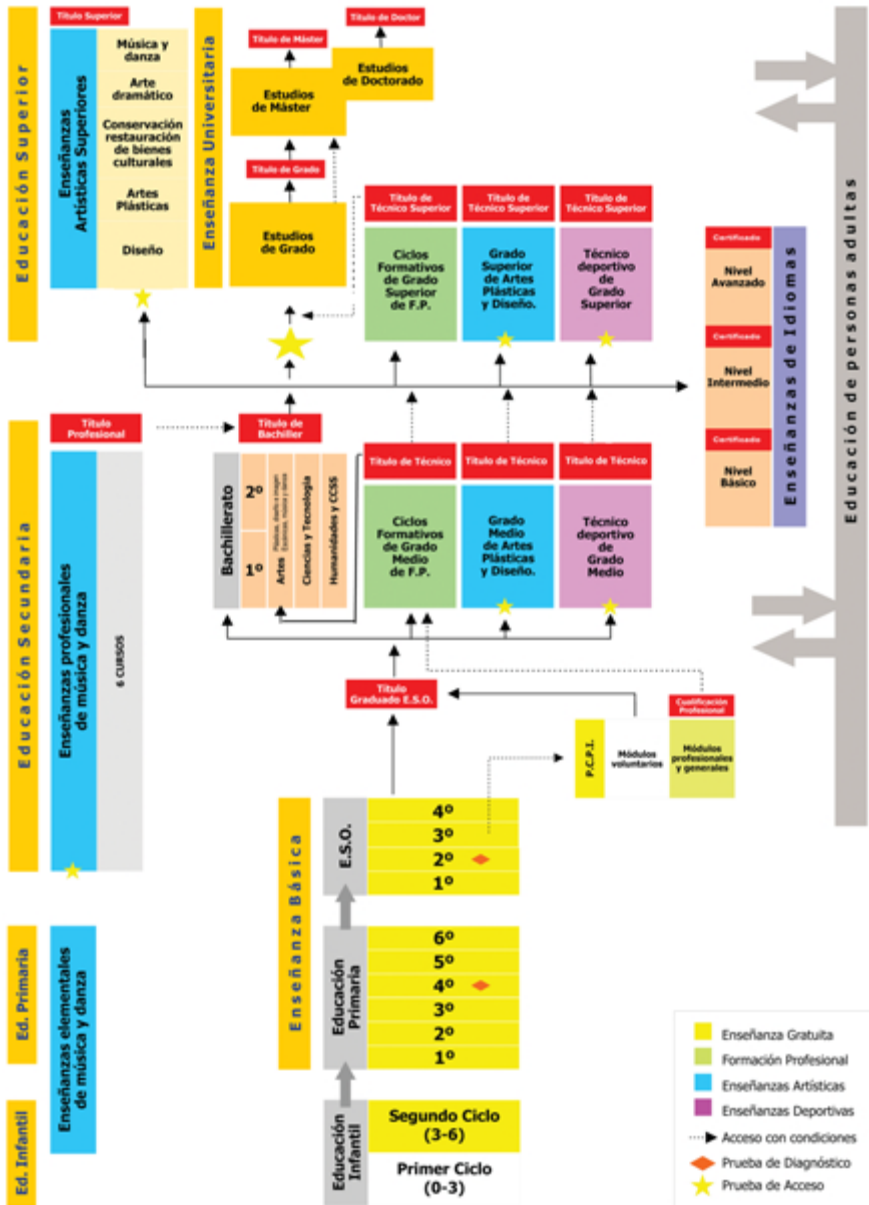 Educación Superior
Título Superior
Enseñanzas
Artísticas Superiores
Música y
danza
Arte
dramático
Conservación
restauración
de bienes
culturales
Artes
Plásticas
Diseño
Enseñanza Universitaria
Título de Máster
Título de Doctor
Estudios
de Máster
Estudios
de Doctorado
Título de Grado
Estudios
de Grado
Título de
Técnico Superior
Título de
Técnico Superior
Título de
Técnico Superior
Ciclos
Formativos
de Grado
Superior
de F.P.
Grado
Superior
de Artes
Plásticas
y Diseño.
Técnico
deportivo
de
Grado
Superior
Certificado
Nivel
Avanzado
Certificado
Nivel
Intermedio
Certificado
Nivel
Básico
Enseñanzas de Idiomas
Educación de personas adultas
Educación Secundaria
Título
Profesional
Enseñanzas profesionales
de música y danza
6 CURSOS
Título de
Bachiller
Bachillerato
2º
1º
Artes
Plásticas, diseño e imagen
Escénicas, música y danza
Ciencias y Tecnología
Humanidades y CCSS
Título de Técnico
Título de Técnico
Título de Técnico
Ciclos
Formativos
de Grado
Medio
de F.P.
Grado
Medio
de Artes
Plásticas
y Diseño.
Técnico
deportivo
de
Grado
Medio
Título
Graduado E.S.O.
P.C.P.I.
Módulos
voluntarios
Cualificación
Profesional
Módulos
profesionales
y generales
Enseñanza Básica
E.S.O.
4º
3º
2º
1º
Ed. Primaria
Enseñanzas elementales
de música y danza
Educación
Primaria
6º
5º
4º
3º
2º
1º
Ed. Infantil
Educación
Infantil
Segundo Ciclo
(3-6)
Primer Ciclo
(0-3)
Enseñanza Gratuita
Formación Profesional
Enseñanzas Artísticas
Enseñanzas Deportivas
Acceso con condiciones
Prueba de Diagnóstico
Prueba de Acceso